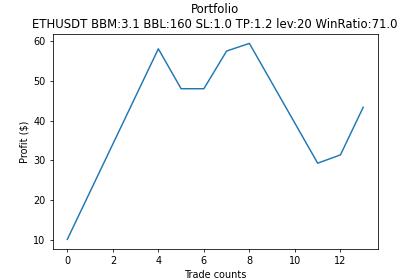 Portfolio
ETHUSDT BBM:3.1 BBL:160 SL:1.0 TP:1.2 lev:20 WinRatio:71.0
60
50
40
30
20
10
Profit ($)
0 2 4 6 8 10 12
Trade counts